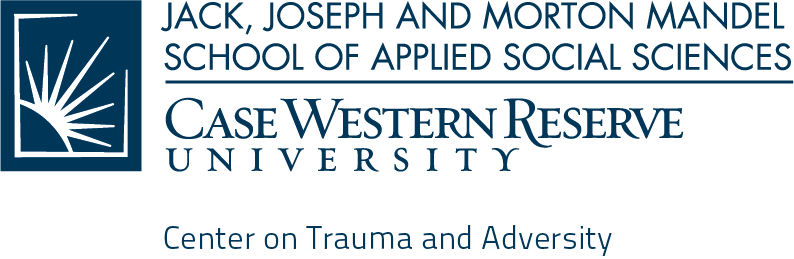 JACK, JOSEPH AND MORTON MANDEL
SCHOOL OF APPLIED SOCIAL SCIENCES
CASE WESTERN RESERVE
UNIVERSITY
Center on Trauma and Adversity